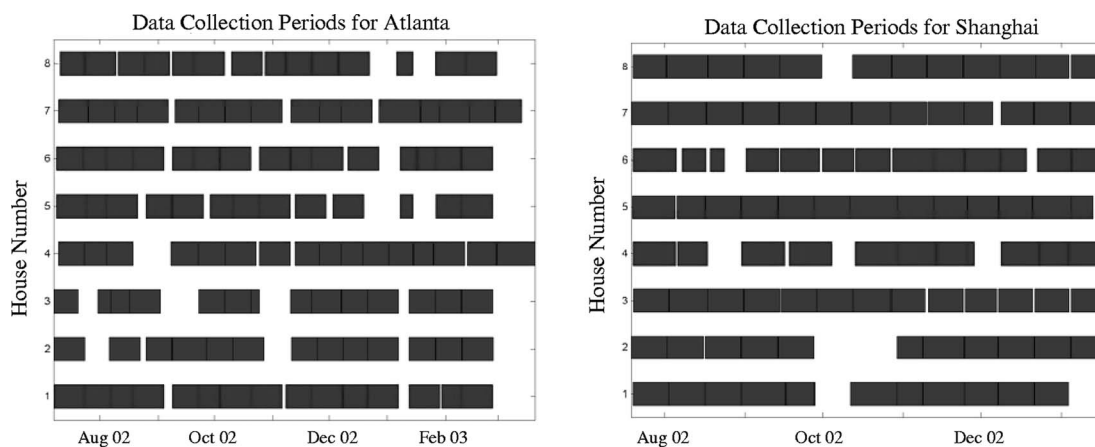 Data Collection Periods for Atlanta
House Number
8
7
6
5
4
3
2
1
Aug 02 Oct 02 Dec 02 Feb 03
Data Collection Periods for Shanghai
House Number
8
7
6
5
4
3
2
1
Aug 02 Oct 02 Dec 02